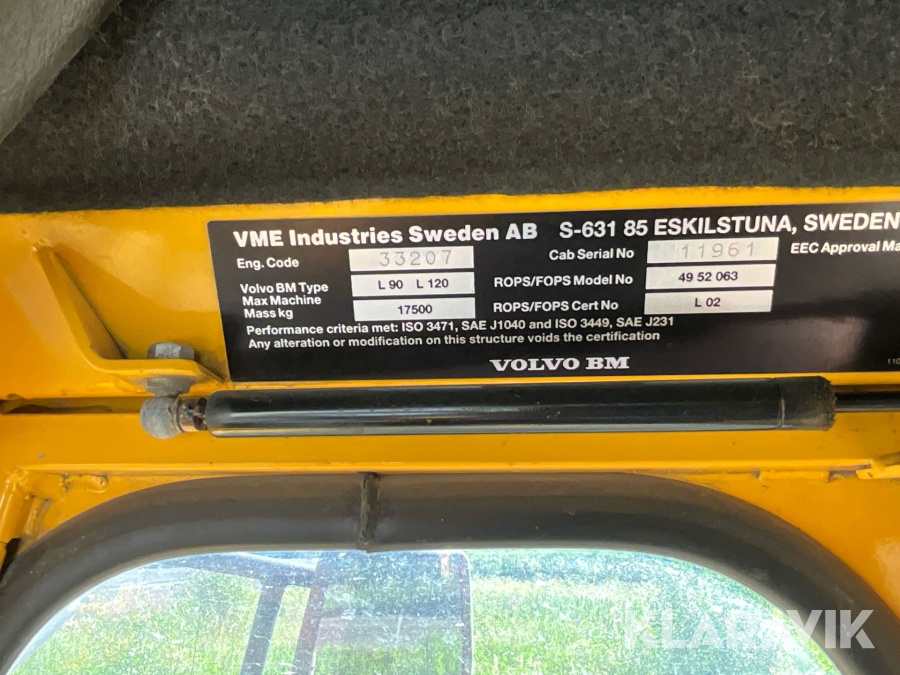 VME Industries Sweden AB S-631 85 ESKILSTUNA, SWEDEN
Eng. Code 33207 Cab Serial No 11961 EEC Approval Ma
Volvo BM Type L 90 L 120 ROPS/FOPS Model No 49 52 063
Max Machine
Mass kg 17500 ROPS/FOPS Cert No L 02
Performance criteria met: ISO 3471, SAE J1040 and ISO 3449, SAE J231
Any alteration or modification on this structure voids the certification
VOLVO BM
110
KLARAVIK